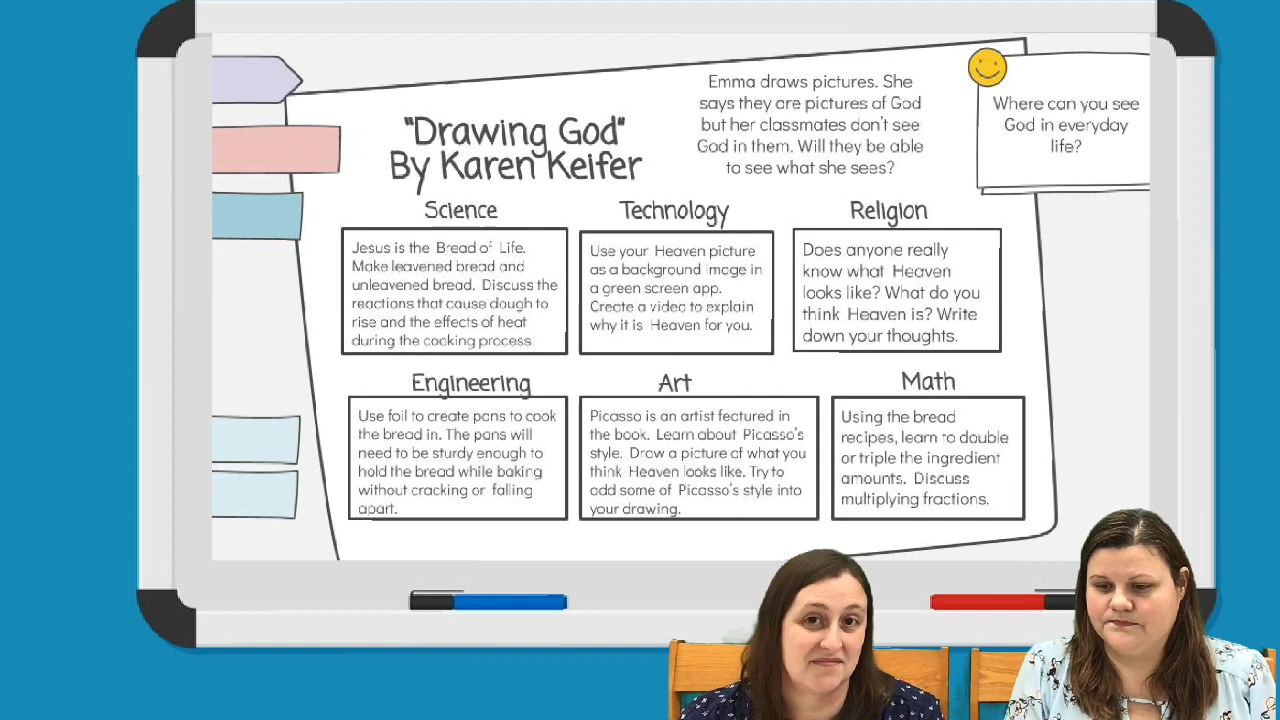 "Drawing God"
By Karen Keifer
Emma draws pictures. She
says they are pictures of God
but her classmates don't see
God in them. Will they be able
to see what she sees?
Where can you see
God in everyday
life?
Science
Jesus is the Bread of Life.
Make leavened bread and
unleavened bread. Discuss the
reactions that cause dough to
rise and the effects of heat
during the cooking process.
Technology
Use your Heaven picture
as a background image in
a green screen app.
Create a video to explain
why it is Heaven for you.
Religion
Does anyone really
know what Heaven
looks like? What do you
think Heaven is? Write
down your thoughts.
Engineering
Use foil to create pans to cook
the bread in. The pans will
need to be sturdy enough to
hold the bread while baking
without cracking or falling
apart.
Art
Picasso is an artist fectured in
the book. Learn about Picasso's
style. Draw a picture of what you
think Heaven looks like. Try to
add some of Picasso's style into
your drawing.
Math
Using the bread
recipes, learn to double
or triple the ingredient
amounts. Discuss
multiplying fractions.